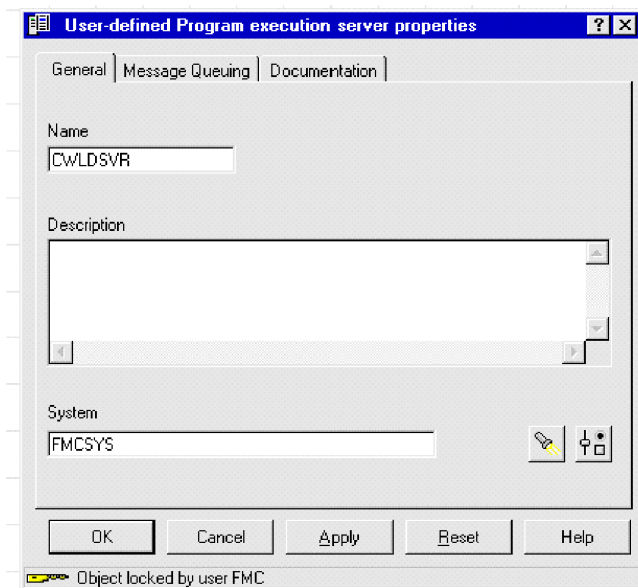 User-defined Program execution server properties
General Message Queuing Documentation
Name
CWLDSVR
Description
System
FMCSYS
OK Cancel Apply Reset Help
Object locked by user FMC